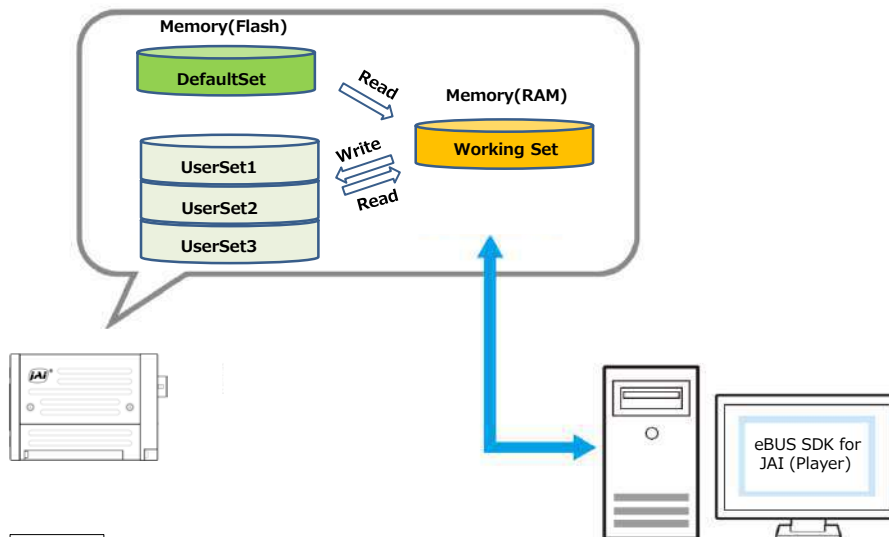 Memory(Flash)
DefaultSet
Read
Memory(RAM)
Working Set
Write
Read
UserSet1
UserSet2
UserSet3
JAI
eBUS SDK for
JAI (Player)